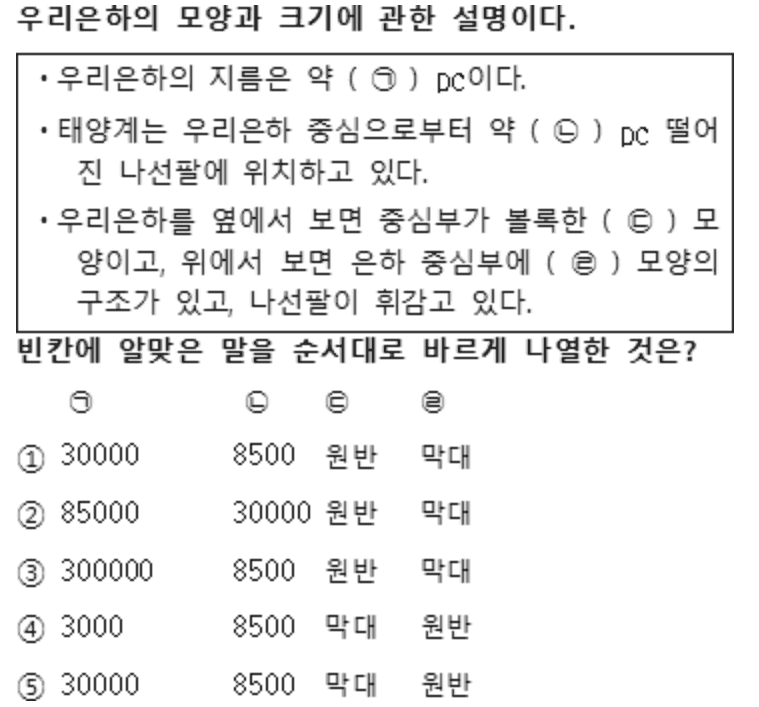 우리은하의 모양과 크기에 관한 설명이다.
• 우리은하의 지름은 약 ( ㉠ ) pc이다.
• 태양계는 우리은하 중심으로부터 약 ( ㉡ ) pc 떨어
진 나선팔에 위치하고 있다.
• 우리은하를 옆에서 보면 중심부가 볼록한 ( ㉢ ) 모
양이고, 위에서 보면 은하 중심부에 ( ㉣ ) 모양의
구조가 있고, 나선팔이 휘감고 있다.
빈칸에 알맞은 말을 순서대로 바르게 나열한 것은?
㉠ ㉡ ㉢ ㉣
① 30000 8500 원반 막대
② 85000 30000 원반 막대
③ 300000 8500 원반 막대
④ 3000 8500 막대 원반
⑤ 30000 8500 막대 원반